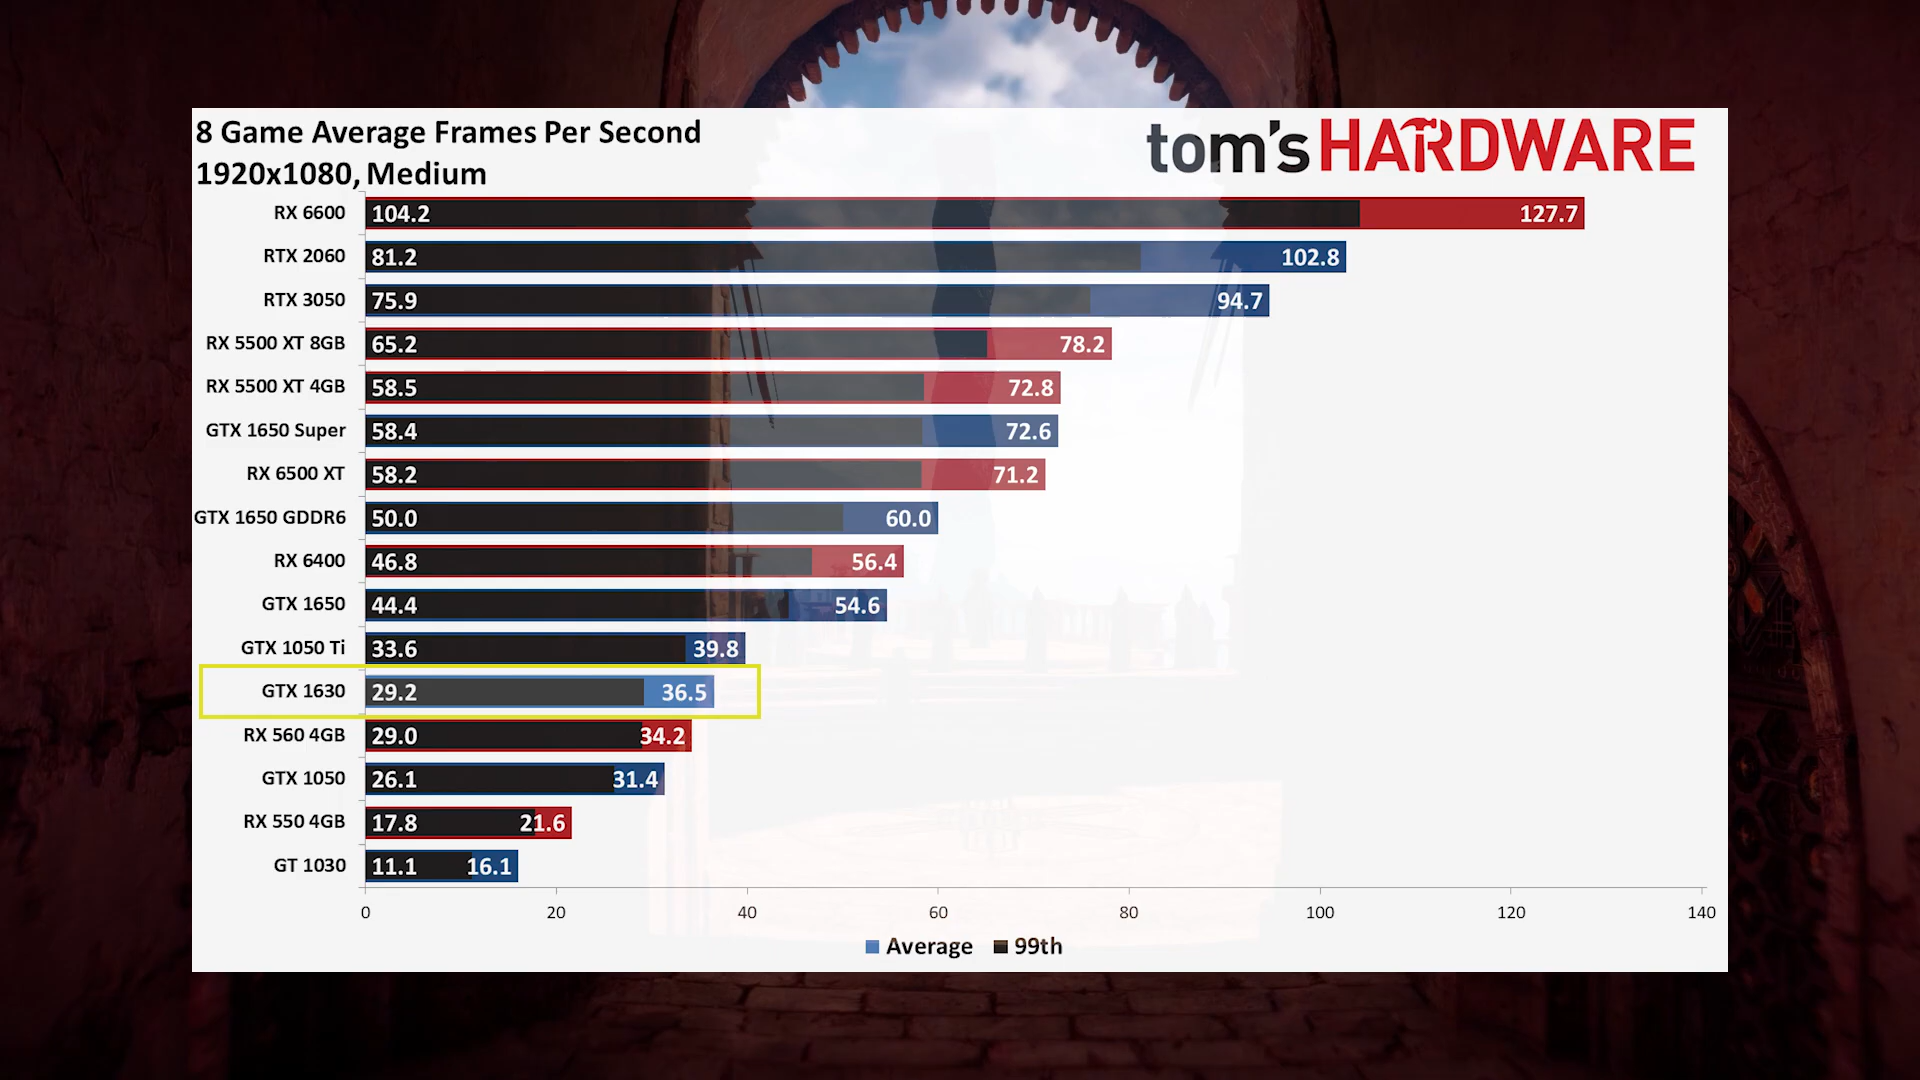 8 Game Average Frames Per Second
1920x1080, Medium
tom's HARDWARE
RX 6600 104.2 127.7
RTX 2060 81.2 102.8
RTX 3050 75.9 94.7
RX 5500 XT 8GB 65.2 78.2
RX 5500 XT 4GB 58.5 72.8
GTX 1650 Super 58.4 72.6
RX 6500 XT 58.2 71.2
GTX 1650 GDDR6 50.0 60.0
RX 6400 46.8 56.4
GTX 1650 44.4 54.6
GTX 1050 Ti 33.6 39.8
GTX 1630 29.2 36.5
RX 560 4GB 29.0 34.2
GTX 1050 26.1 31.4
RX 550 4GB 17.8 21.6
GT 1030 11.1 16.1
0 20 40 60 80 100 120 140
Average 99th